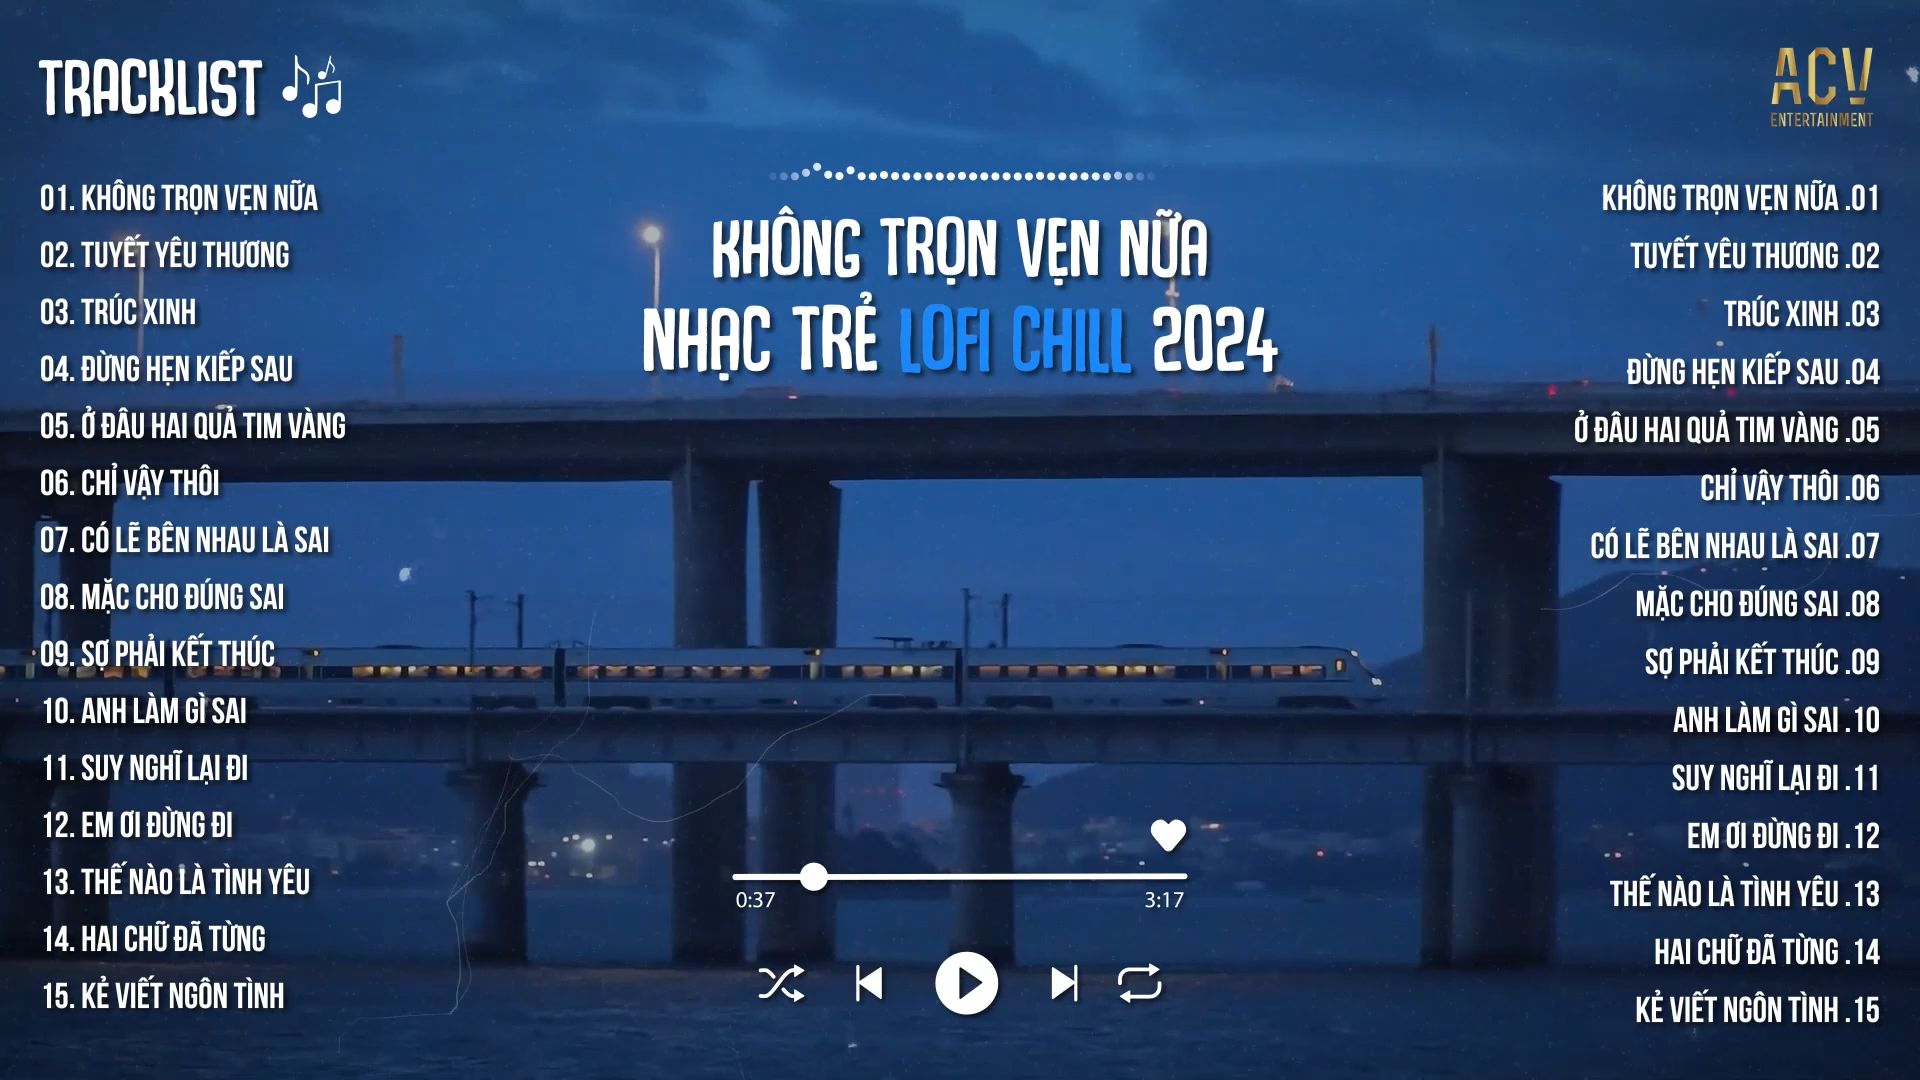 TRACKLIST
01. KHÔNG TRỌN VẸN NỮA
02. TUYẾT YÊU THƯƠNG
03. TRÚC XINH
04. ĐỪNG HẸN KIẾP SAU
05. Ở ĐÂU HAI QUẢ TIM VÀNG
06. CHỈ VẬY THÔI
07. CÓ LẼ BÊN NHAU LÀ SAI
08. MẶC CHO ĐÚNG SAI
09. SỢ PHẢI KẾT THÚC
10. ANH LÀM GÌ SAI
11. SUY NGHĨ LẠI ĐI
12. EM ƠI ĐỪNG ĐI
13. THẾ NÀO LÀ TÌNH YÊU
14. HAI CHỮ ĐÃ TỪNG
15. KẺ VIẾT NGÔN TÌNH
KHÔNG TRỌN VẸN NỮA
NHẠC TRẺ LOFI CHILL 2024
0:37
3:17
ACV
ENTERTAINMENT
KHÔNG TRỌN VẸN NỮA .01
TUYẾT YÊU THƯƠNG .02
TRÚC XINH .03
ĐỪNG HẸN KIẾP SAU .04
Ở ĐÂU HAI QUẢ TIM VÀNG .05
CHỈ VẬY THÔI .06
CÓ LẼ BÊN NHAU LÀ SAI .07
MẶC CHO ĐÚNG SAI .08
SỢ PHẢI KẾT THÚC .09
ANH LÀM GÌ SAI .10
SUY NGHĨ LẠI ĐI .11
EM ƠI ĐỪNG ĐI .12
THẾ NÀO LÀ TÌNH YÊU .13
HAI CHỮ ĐÃ TỪNG .14
KẺ VIẾT NGÔN TÌNH .15